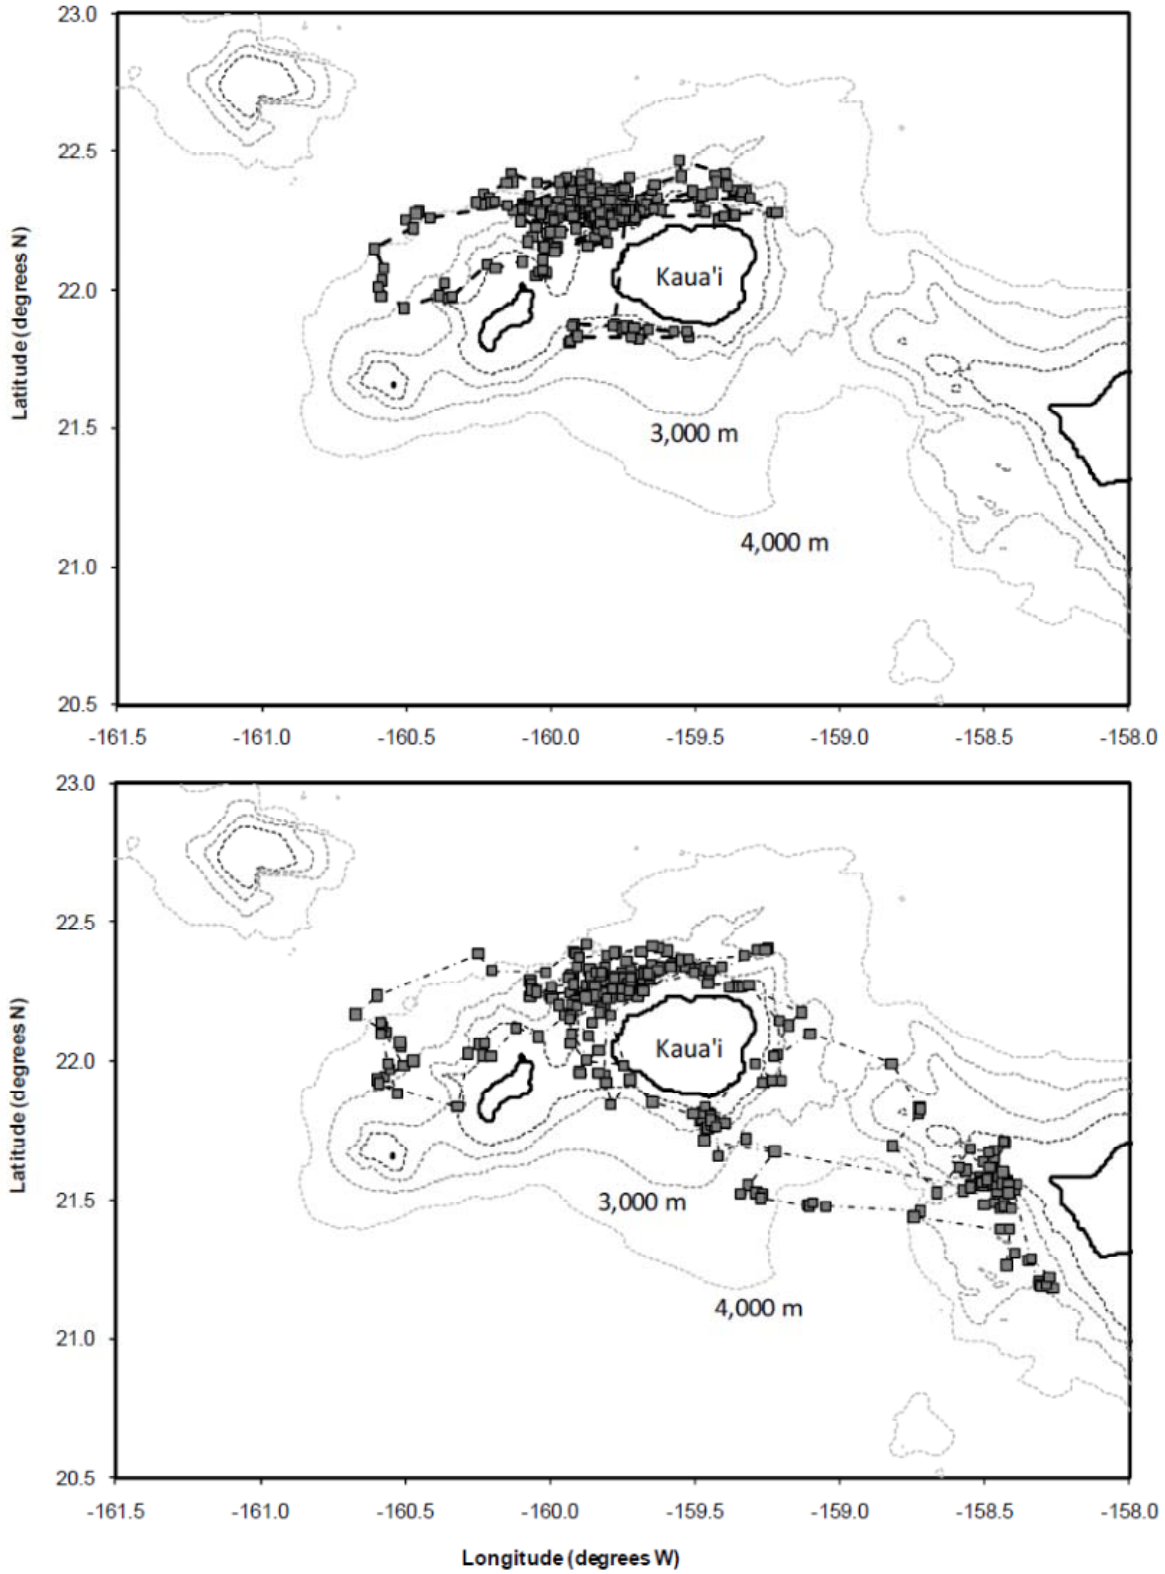 23.0
22.5
22.0
21.5
21.0
20.5
Latitude (degrees N)
Kaua'i
3,000 m
4,000 m
-161.5 -161.0 -160.5 -160.0 -159.5 -159.0 -158.5 -158.0
23.0
22.5
22.0
21.5
21.0
20.5
Latitude (degrees N)
Kaua'i
3,000 m
4,000 m
-161.5 -161.0 -160.5 -160.0 -159.5 -159.0 -158.5 -158.0
Longitude (degrees W)